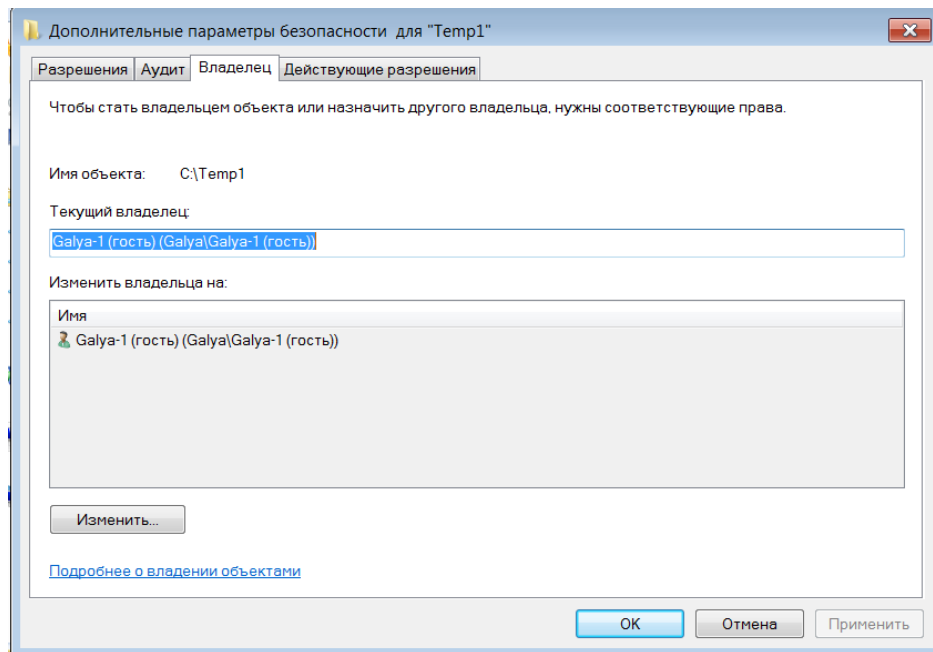 Дополнительные параметры безопасности для "Temp1"
Разрешения Аудит Владелец Действующие разрешения
Чтобы стать владельцем объекта или назначить другого владельца, нужны соответствующие права.
Имя объекта: C:\Temp1
Текущий владелец:
Galya-1 (гость) (Galya\Galya-1 (гость))
Изменить владельца на:
Имя
Galya-1 (гость) (Galya\Galya-1 (гость))
Изменить...
Подробнее о владении объектами
OK Отмена Применить